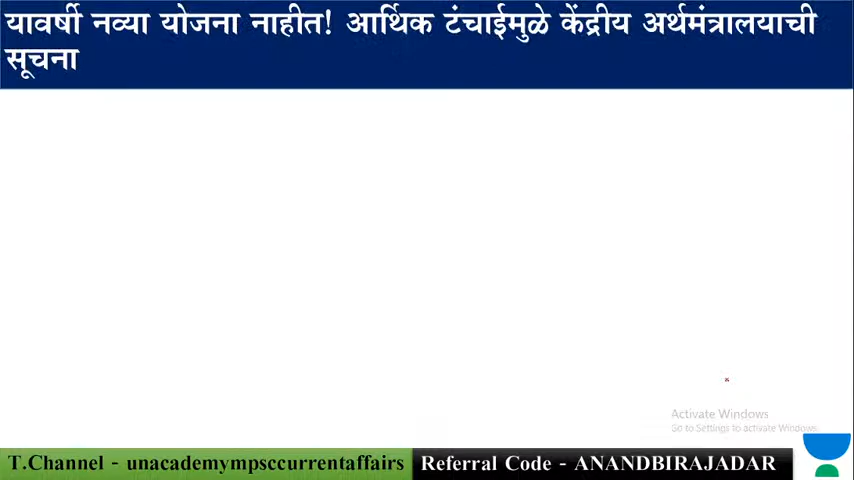 यावर्षी नव्या योजना नाहीत! आर्थिक टंचाईमुळे केंद्रीय अर्थमंत्रालयाची
सूचना
Activate Windows
Go to Settings to activate Windows.
T.Channel - unacademympsccurrentaffairs
Referral Code - ANANDBIRAJADAR